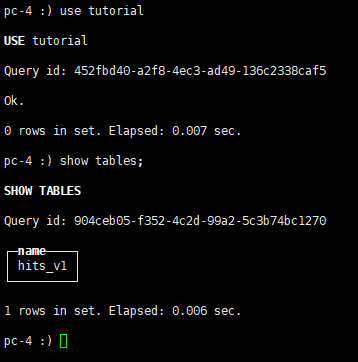 pc-4 :) use tutorial
USE tutorial
Query id: 452fbd40-a2f8-4ec3-ad49-136c2338caf5
Ok.
0 rows in set. Elapsed: 0.007 sec.
pc-4 :) show tables;
SHOW TABLES
Query id: 904ceb05-f352-4c2d-99a2-5c3b74bc1270
name
hits_v1
1 rows in set. Elapsed: 0.006 sec.
pc-4 :)